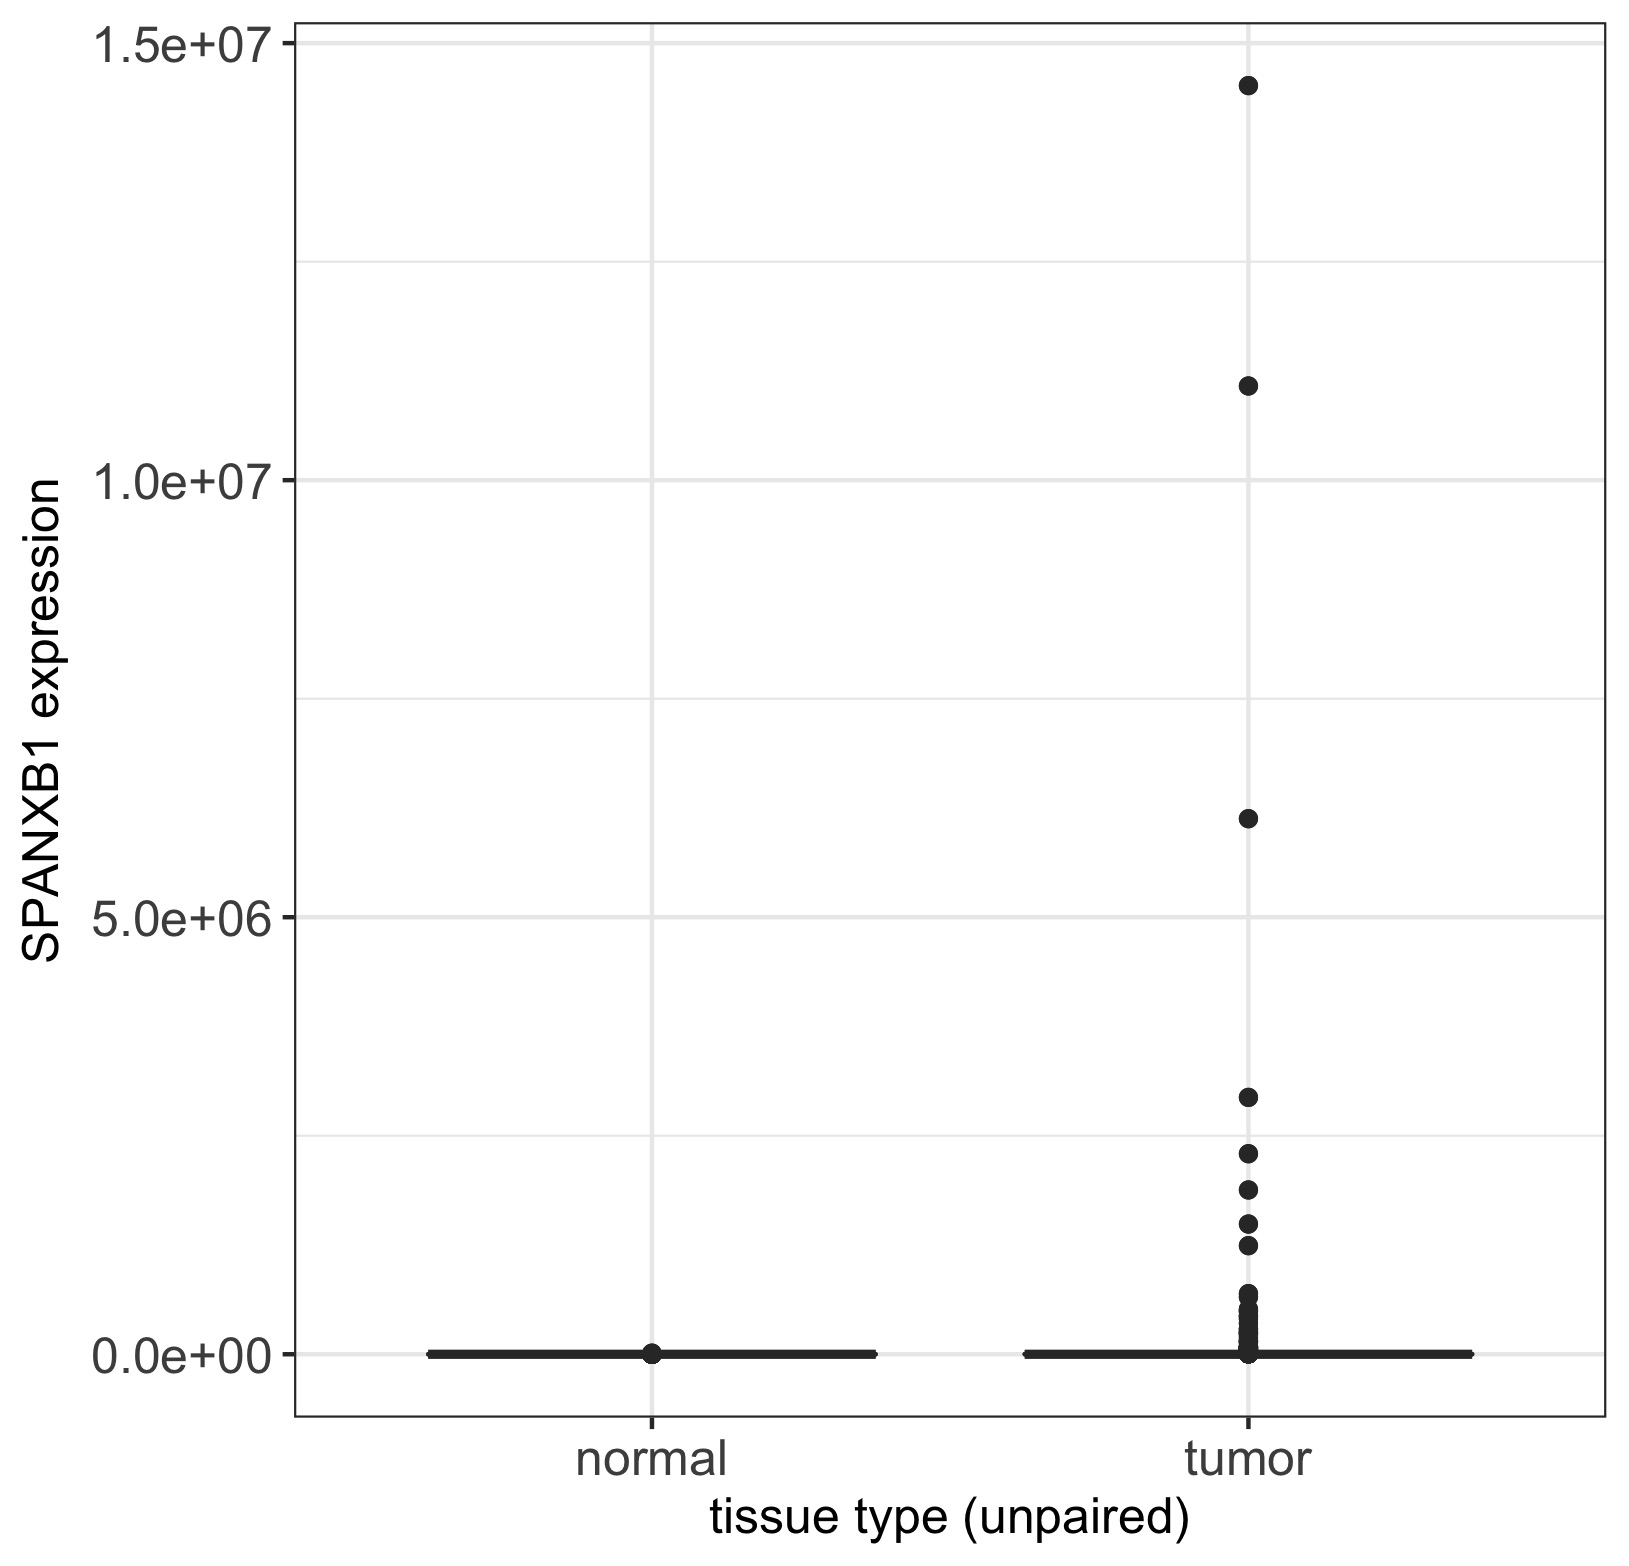 1.5e+07
1.0e+07
5.0e+06
0.0e+00
SPANXB1 expression
normal
tumor
tissue type (unpaired)